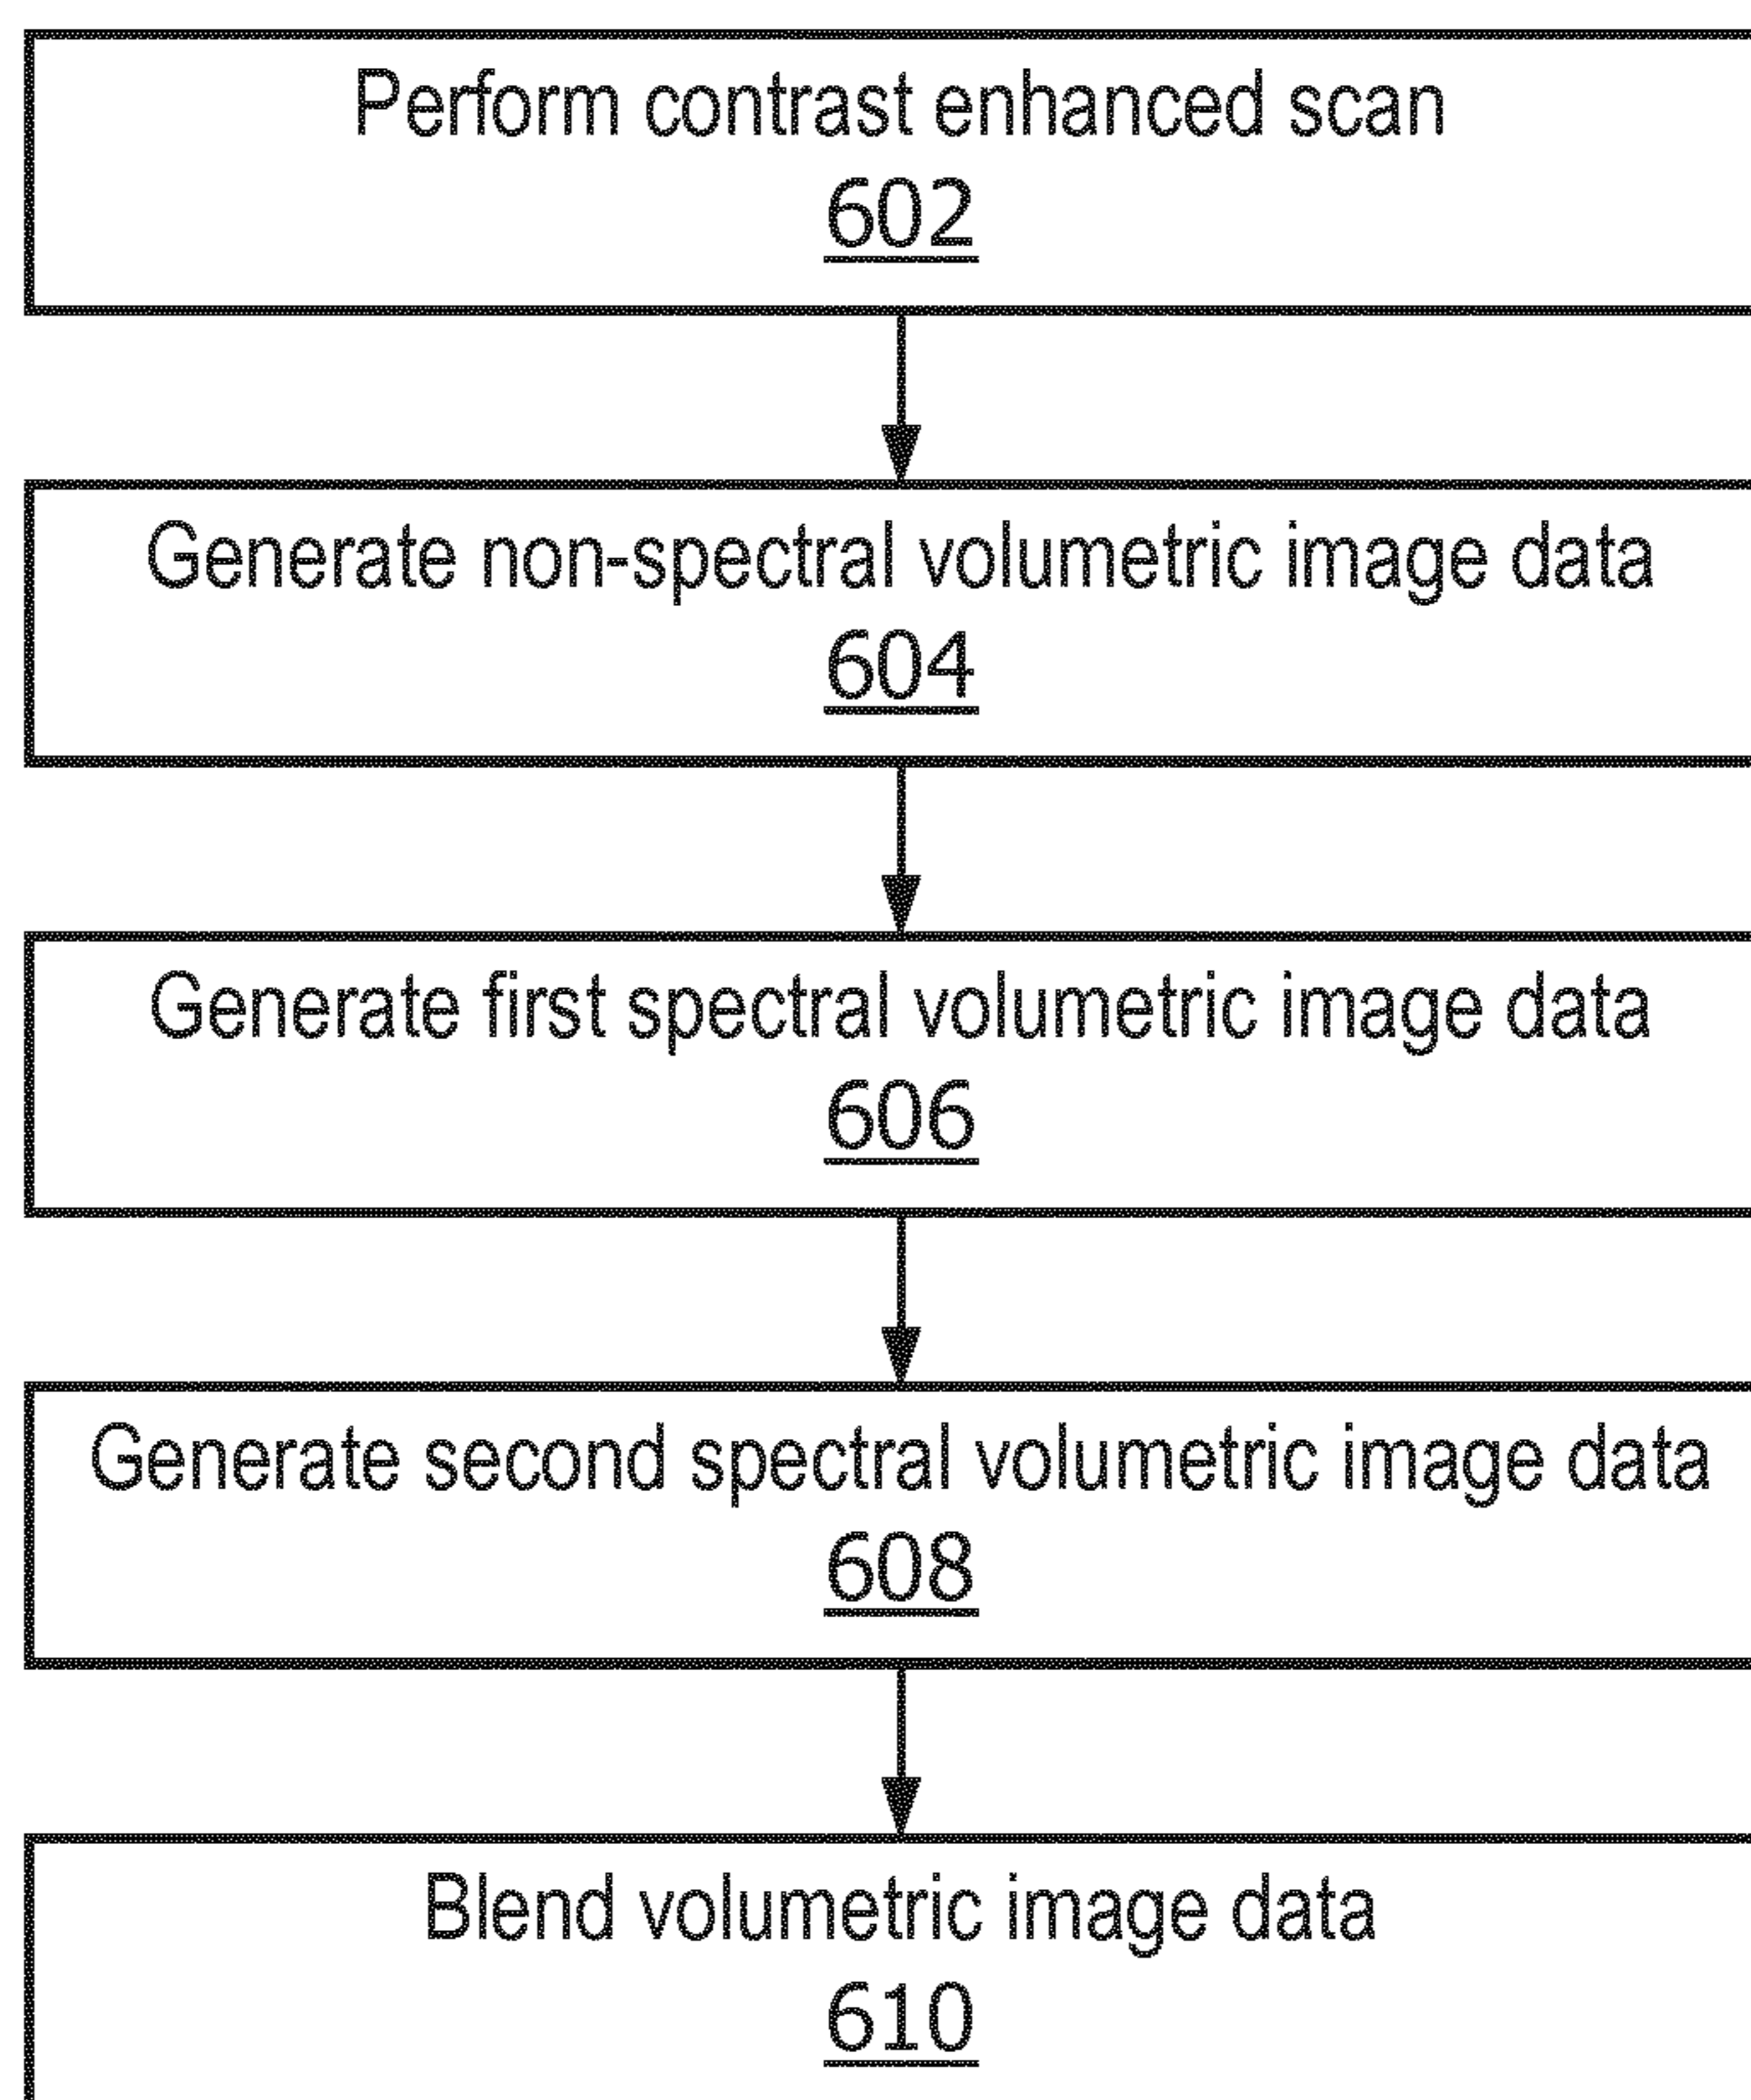 Perform contrast enhanced scan
602
Generate non-spectral volumetric image data
604
Generate first spectral volumetric image data
606
Generate second spectral volumetric image data
608
Blend volumetric image data
610